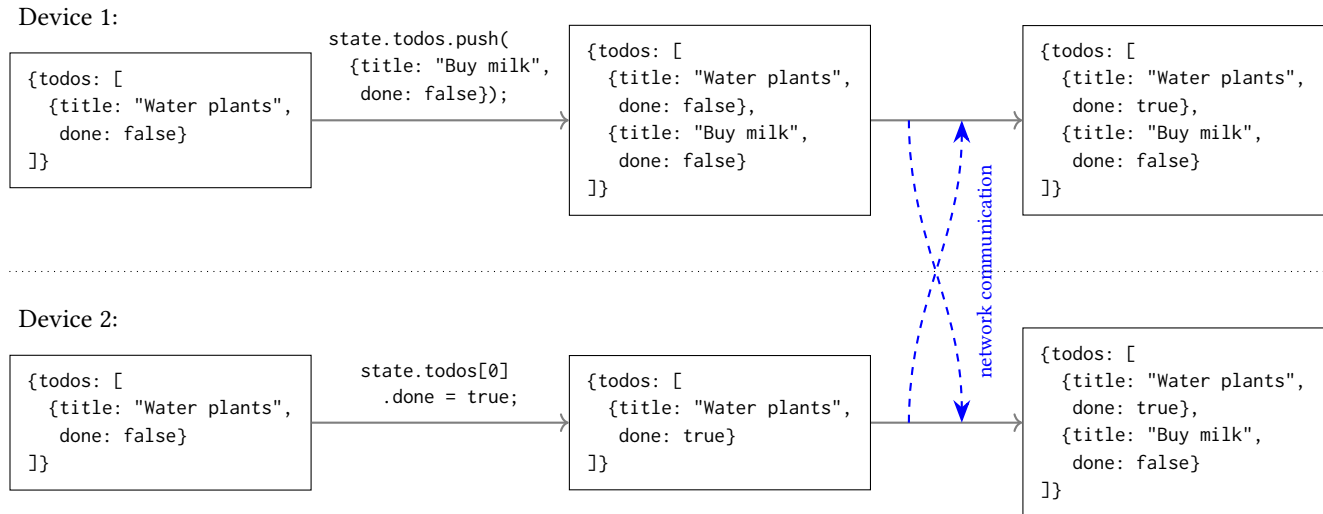 Device 1:
{todos: [
{title: "Water plants",
done: false}
]}
state.todos.push(
{title: "Buy milk",
done: false});
{todos: [
{title: "Water plants",
done: false},
{title: "Buy milk",
done: false}
]}
network communication
{todos: [
{title: "Water plants",
done: true},
{title: "Buy milk",
done: false}
]}
Device 2:
{todos: [
{title: "Water plants",
done: false}
]}
state.todos[0]
.done = true;
{todos: [
{title: "Water plants",
done: true}
]}
{todos: [
{title: "Water plants",
done: true},
{title: "Buy milk",
done: false}
]}